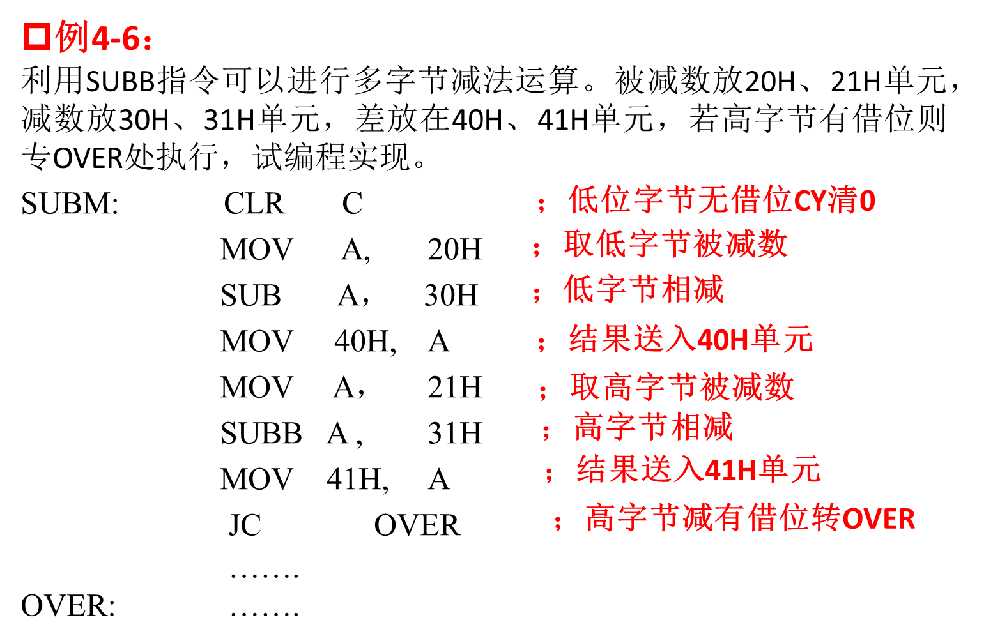 例4-6：
利用SUBB指令可以进行多字节减法运算。被减数放20H、21H单元，
减数放30H、31H单元，差放在40H、41H单元，若高字节有借位则
专OVER处执行，试编程实现。
SUBM: CLR C ；低位字节无借位CY清0
MOV A, 20H ；取低字节被减数
SUB A， 30H ；低字节相减
MOV 40H, A ；结果送入40H单元
MOV A， 21H ；取高字节被减数
SUBB A , 31H ；高字节相减
MOV 41H, A ；结果送入41H单元
JC OVER ；高字节减有借位转OVER
…….
OVER: …….